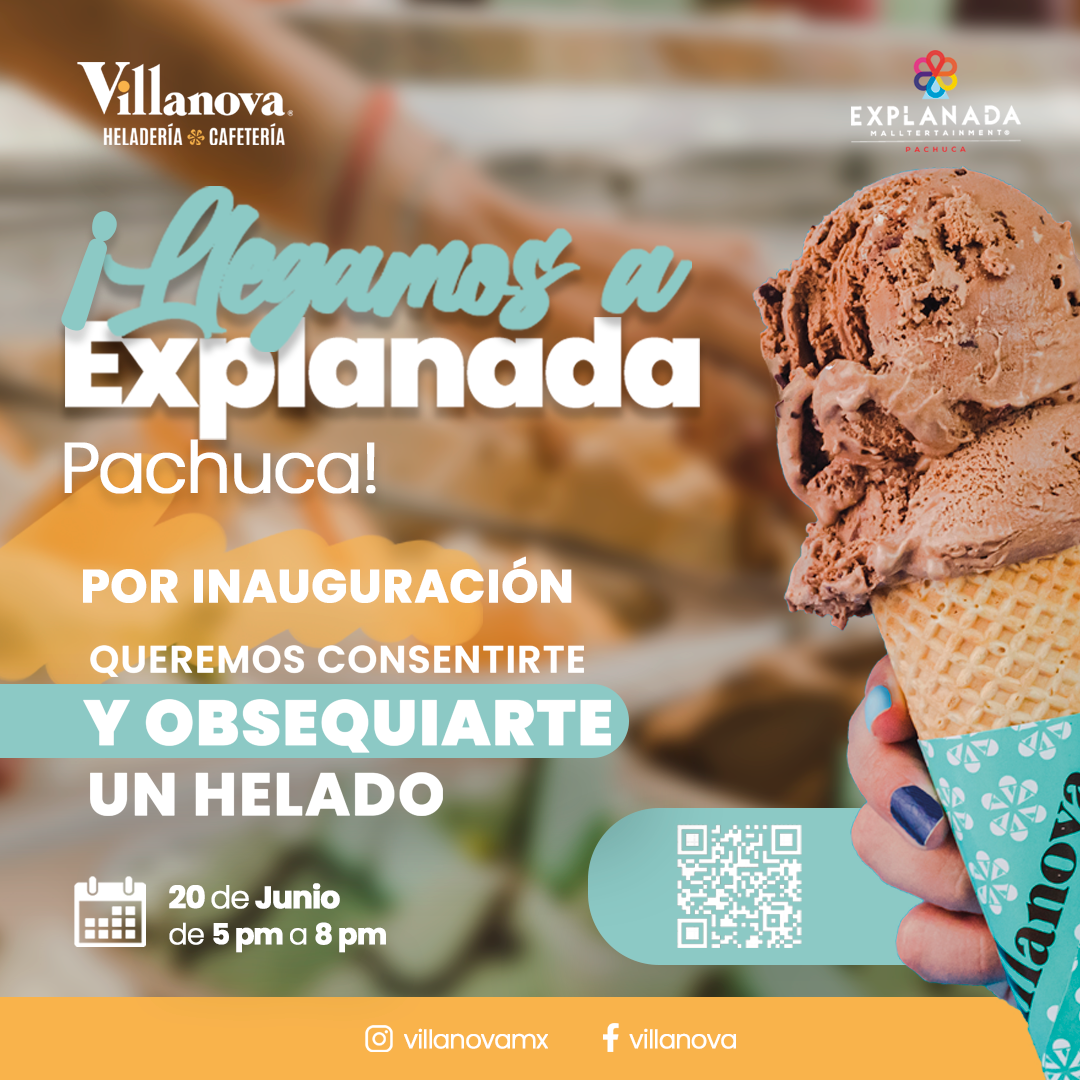 Villanova
HELADERÍA CAFETERÍA
EXPLANADA
MALLTERTAINMENT
PACHUCA
¡Llegamos a
Explanada
Pachuca!
POR INAUGURACIÓN
QUEREMOS CONSENTIRTE
Y OBSEQUIARTE
UN HELADO
20 de Junio
de 5 pm a 8 pm
villanova
villanovamx
villanova